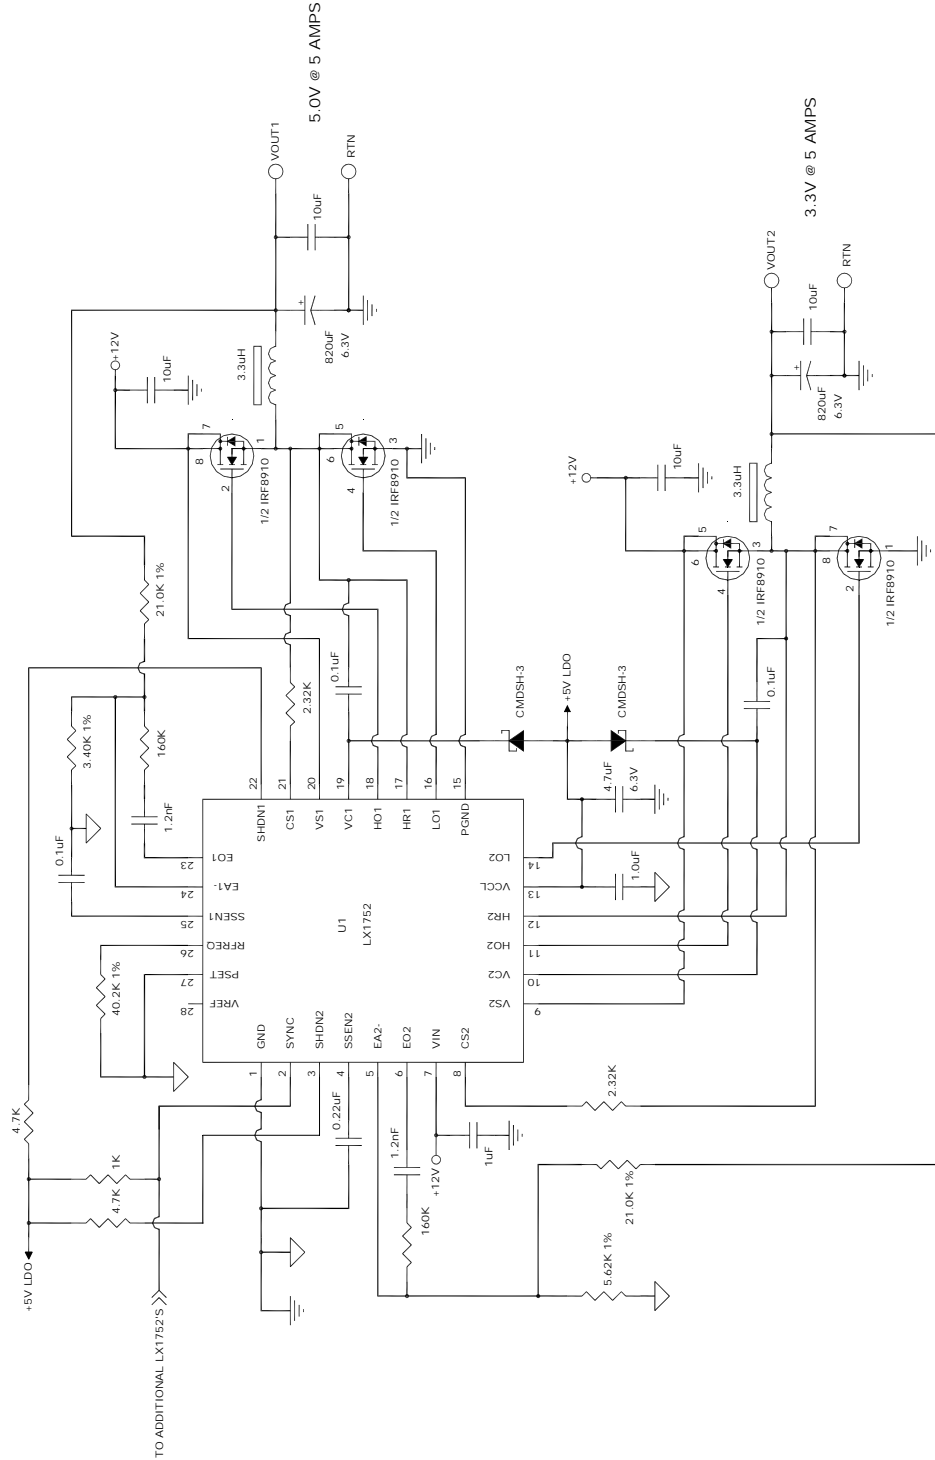 5.0V @ 5 AMPS
VOUT1
RTN
10uF
820uF
6.3V
+
3.3uH
+12V
10uF
7
8
2
1
1/2 IRF8910
5
6
4
3
1/2 IRF8910
21.0K 1%
3.40K 1%
160K
1.2nF
0.1uF
2.32K
0.1uF
3.3V @ 5 AMPS
VOUT2
RTN
10uF
820uF
6.3V
+
3.3uH
+12V
10uF
5
6
4
3
1/2 IRF8910
7
8
2
1
1/2 IRF8910
CMDSH-3
+5V LDO
CMDSH-3
0.1uF
4.7uF
6.3V
1.0uF
40.2K 1%
22
SHDN1
21
CS1
20
VS1
19
VC1
18
HO1
17
HR1
16
LO1
15
PGND
23
EO1
24
EA1-
25
SSEN1
26
RFREQ
27
PSET
28
VREF
U1
LX1752
14
LO2
13
VCCL
12
HR2
11
HO2
10
VC2
9
VS2
1
GND
2
SYNC
3
SHDN2
4
SSEN2
5
EA2-
6
EO2
7
VIN
8
CS2
4.7K
1K
4.7K
+5V LDO
TO ADDITIONAL LX1752'S
0.22uF
1.2nF
160K
+12V
1uF
2.32K
21.0K 1%
5.62K 1%